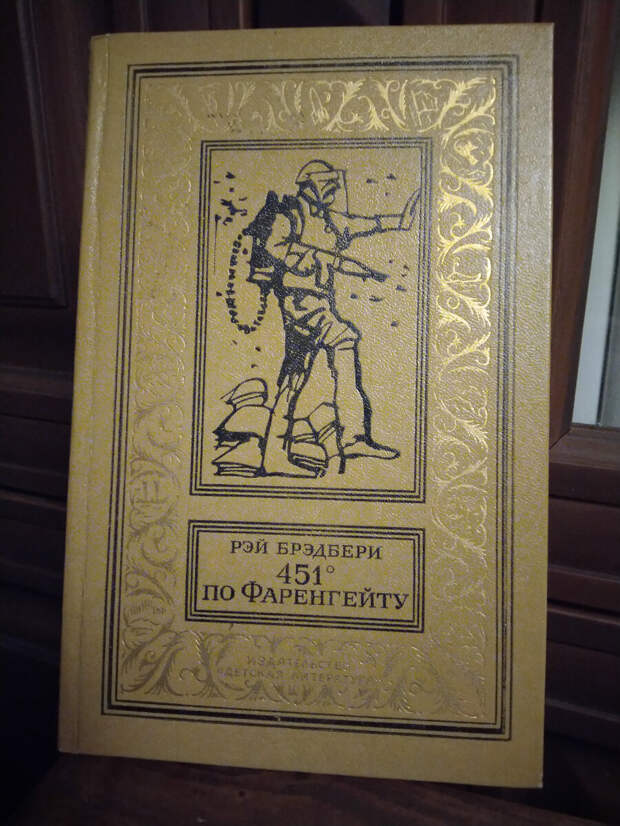 РЭЙ БРЭДБЕРИ
451°
ПО ФАРЕНГЕЙТУ
ИЗДАТЕЛЬСТВО
«ДЕТСКАЯ ЛИТЕРАТУРА»